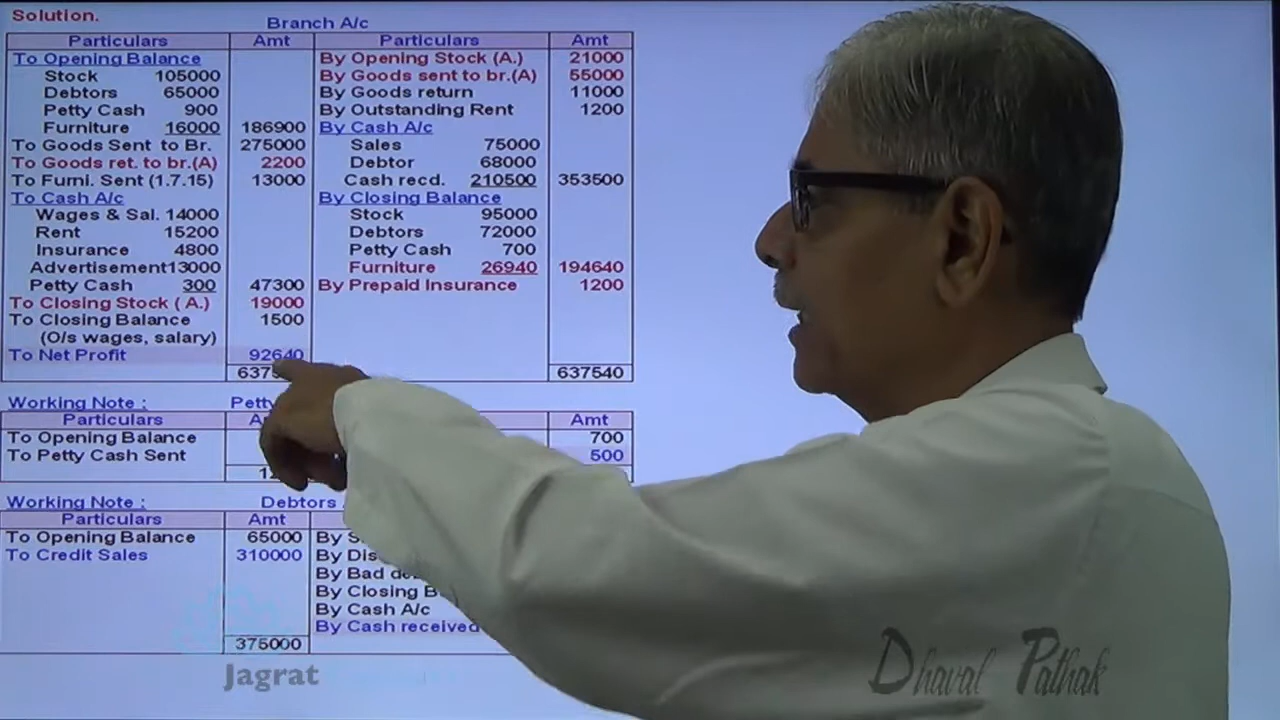 Solution.
Branch A/c
Particulars Amt Particulars Amt
To Opening Balance By Opening Stock (A.) 21000
Stock 105000 By Goods sent to br.(A) 55000
Debtors 65000 By Goods return 11000
Petty Cash 900 By Outstanding Rent 1200
Furniture 16000 186900 By Cash A/c
To Goods Sent to Br. 275000 Sales 75000
To Goods ret. to br.(A) 2200 Debtor 68000
To Furni. Sent (1.7.15) 13000 Cash recd. 210500 353500
To Cash A/c By Closing Balance
Wages & Sal. 14000 Stock 95000
Rent 15200 Debtors 72000
Insurance 4800 Petty Cash 700
Advertisement13000 Furniture 26940 194640
Petty Cash 300 47300 By Prepaid Insurance 1200
To Closing Stock ( A.) 19000
To Closing Balance 1500
(O/s wages, salary)
To Net Profit 92640
637540
Working Note :
Particulars Amt
To Opening Balance 700
To Petty Cash Sent 500
Working Note : Debtors
Particulars Amt
To Opening Balance 65000 By
To Credit Sales 310000 By
By Bad
By Closing
By Cash A/c
By Cash received
375000
Jagrat
Dhaval Pathak